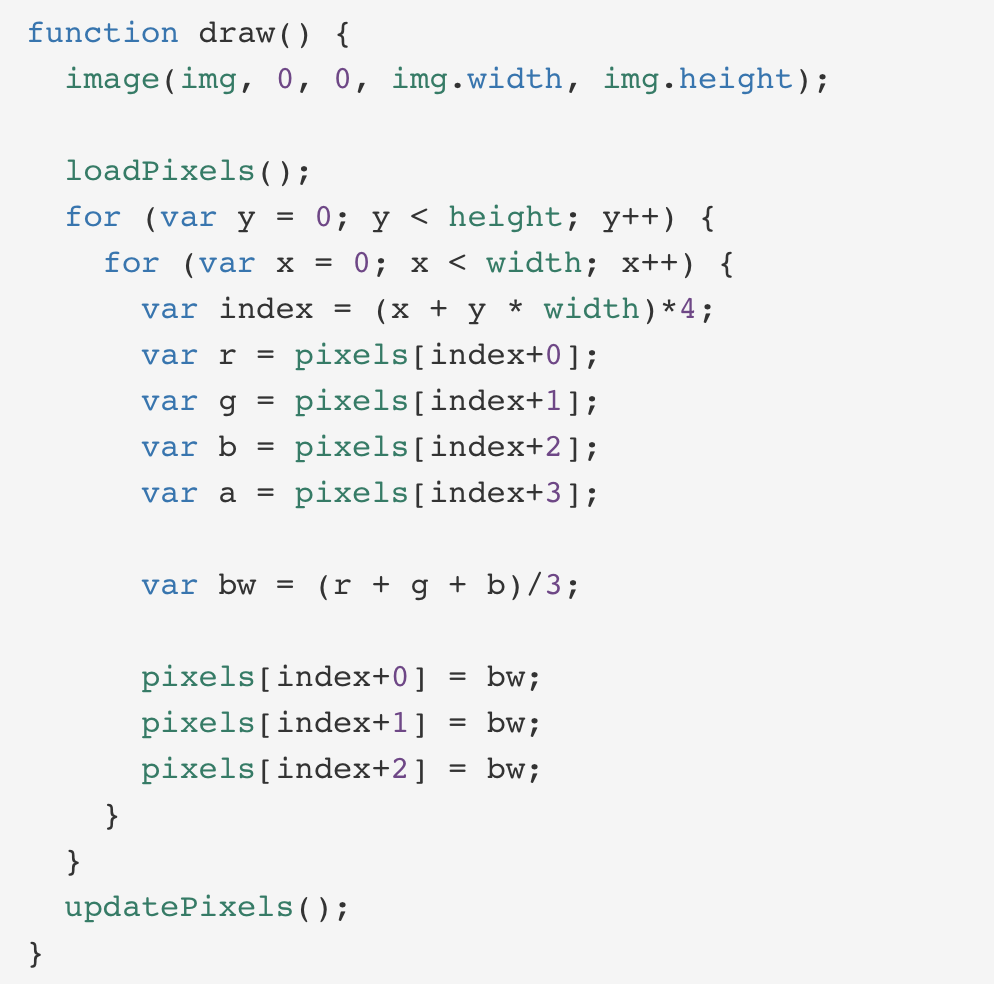 function draw() {
  image(img, 0, 0, img.width, img.height);

  loadPixels();
  for (var y = 0; y < height; y++) {
    for (var x = 0; x < width; x++) {
      var index = (x + y * width)*4;
      var r = pixels[index+0];
      var g = pixels[index+1];
      var b = pixels[index+2];
      var a = pixels[index+3];

      var bw = (r + g + b)/3;

      pixels[index+0] = bw;
      pixels[index+1] = bw;
      pixels[index+2] = bw;
    }
  }
  updatePixels();
}